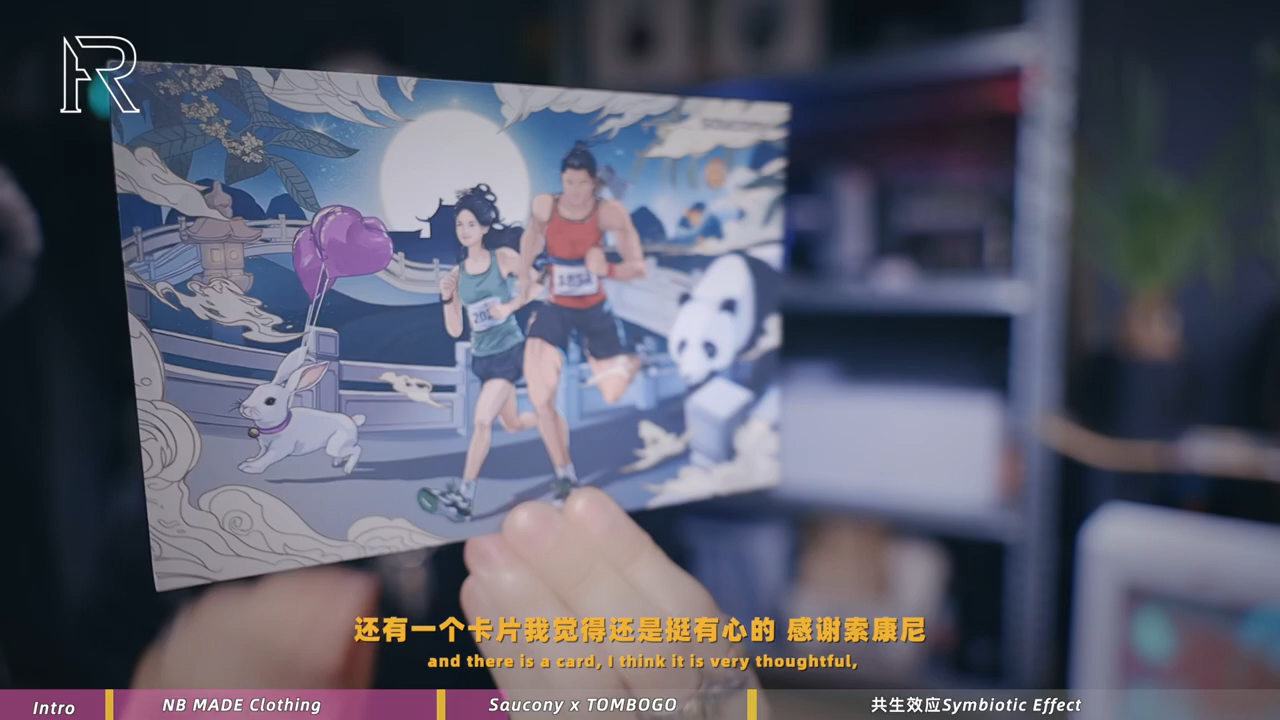 R
202
1898
还有一个卡片我觉得还是挺有心的 感谢索康尼
and there is a card, I think it is very thoughtful,
Intro
NB MADE Clothing
Saucony x TOMBOGO
共生效应Symbiotic Effect